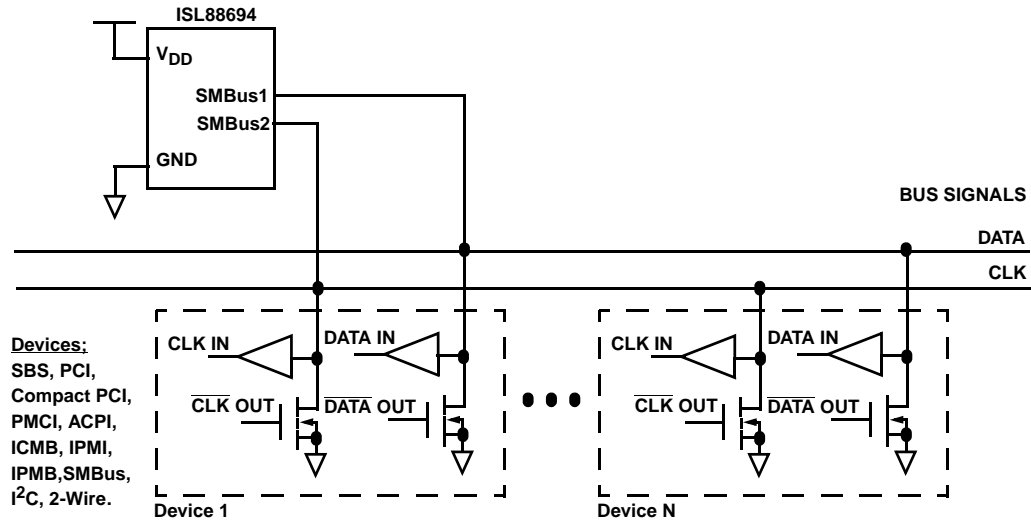 ISL88694
VDD
SMBus1
SMBus2
GND
BUS SIGNALS
DATA
CLK
Devices;
SBS, PCI,
Compact PCI,
PMCI, ACPI,
ICMB, IPMI,
IPMB,SMBus,
I2C, 2-Wire.
CLK IN
DATA IN
CLK OUT
DATA OUT
Device 1
CLK IN
DATA IN
CLK OUT
DATA OUT
Device N